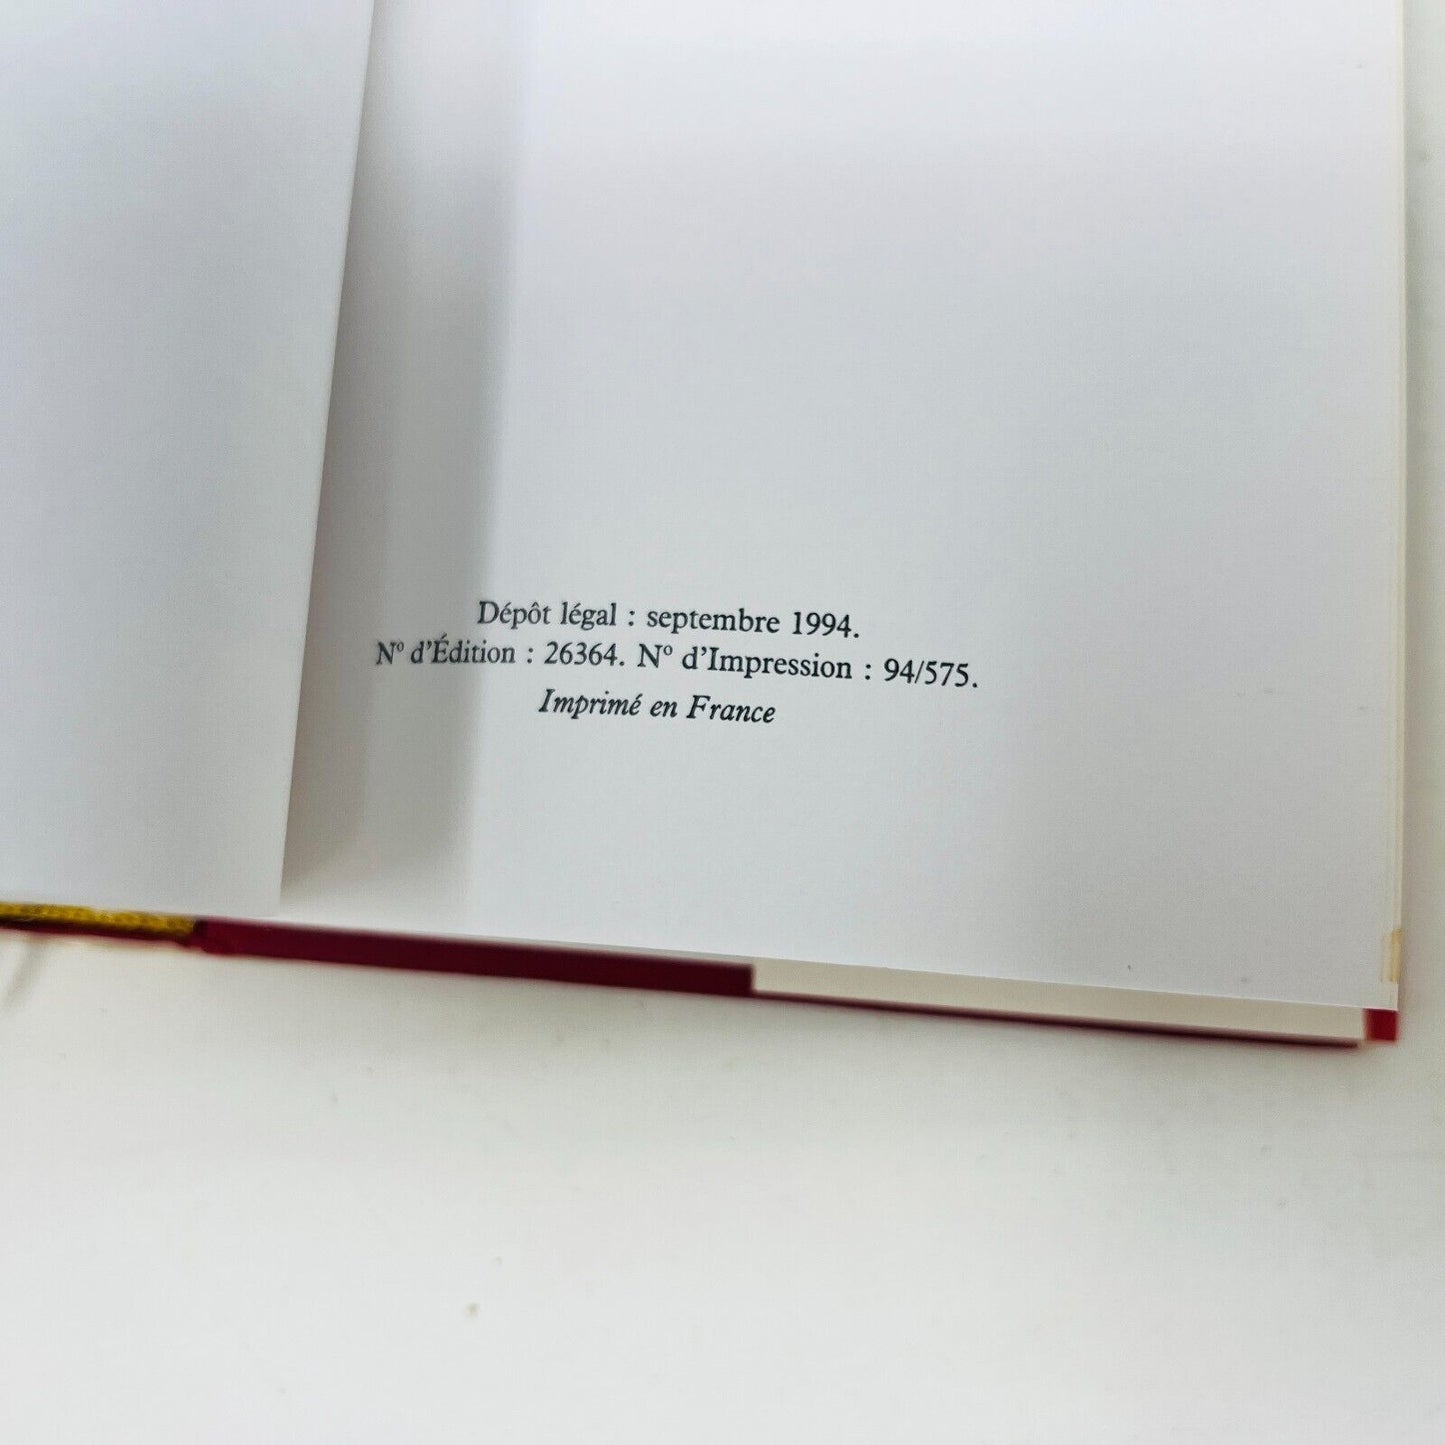 Dépôt légal : septembre 1994.
Nº d'Édition : 26364. Nº d'Impression : 94/575.
Imprimé en France